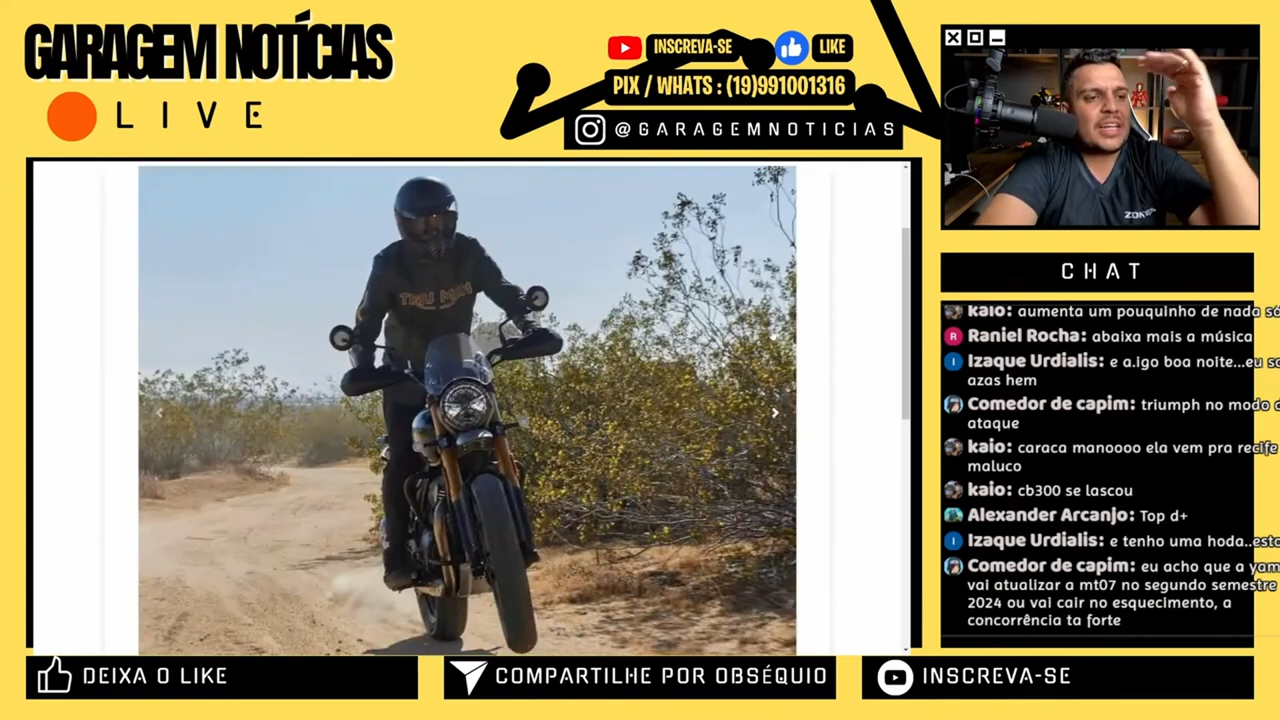 GARAGEM NOTÍCIAS
LIVE
INSCREVA-SE
LIKE
PIX / WHATS : (19)991001316
@GARAGEMNOTICIAS
TRIUMPH
CHAT
kaio: aumenta um pouquinho de nada só
Raniel Rocha: abaixa mais a música
Izaque Urdialis: e a.igo boa noite...eu so
azas hem
Comedor de capim: triumph no modo d
ataque
kaio: caraca manoooo ela vem pra recife
maluco
kaio: cb300 se lascou
Alexander Arcanjo: Top d+
Izaque Urdialis: e tenho uma hoda..esto
Comedor de capim: eu acho que a yam
vai atualizar a mt07 no segundo semestre
2024 ou vai cair no esquecimento, a
concorrência ta forte
DEIXA O LIKE
COMPARTILHE POR OBSÉQUIO
INSCREVA-SE